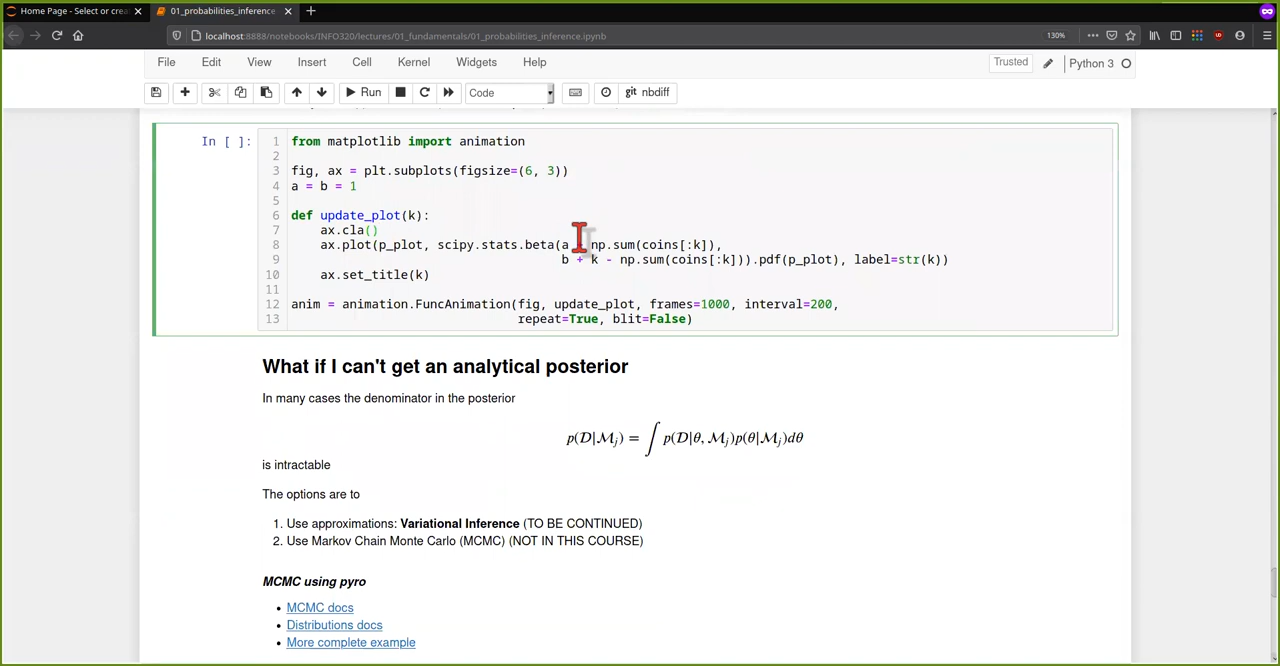 Home Page - Select or crea
01_probabilities_inference
localhost:8888/notebooks/INFO320/lectures/01_fundamentals/01_probabilities_inference.ipynb
130%
File Edit View Insert Cell Kernel Widgets Help
Trusted
Python 3
Run
Code
git nbdiff
In [ ]:
1 from matplotlib import animation
2
3 fig, ax = plt.subplots(figsize=(6, 3))
4 a = b = 1
5
6 def update_plot(k):
7 ax.cla()
8 ax.plot(p_plot, scipy.stats.beta(a + np.sum(coins[:k]),
9 b + k - np.sum(coins[:k])).pdf(p_plot), label=str(k))
10 ax.set_title(k)
11
12 anim = animation.FuncAnimation(fig, update_plot, frames=1000, interval=200,
13 repeat=True, blit=False)
What if I can't get an analytical posterior
In many cases the denominator in the posterior
p(𝒟|ℳⱼ) = ∫ p(𝒟|θ, ℳⱼ)p(θ|ℳⱼ)dθ
is intractable
The options are to
1. Use approximations: Variational Inference (TO BE CONTINUED)
2. Use Markov Chain Monte Carlo (MCMC) (NOT IN THIS COURSE)
MCMC using pyro
• MCMC docs
• Distributions docs
• More complete example